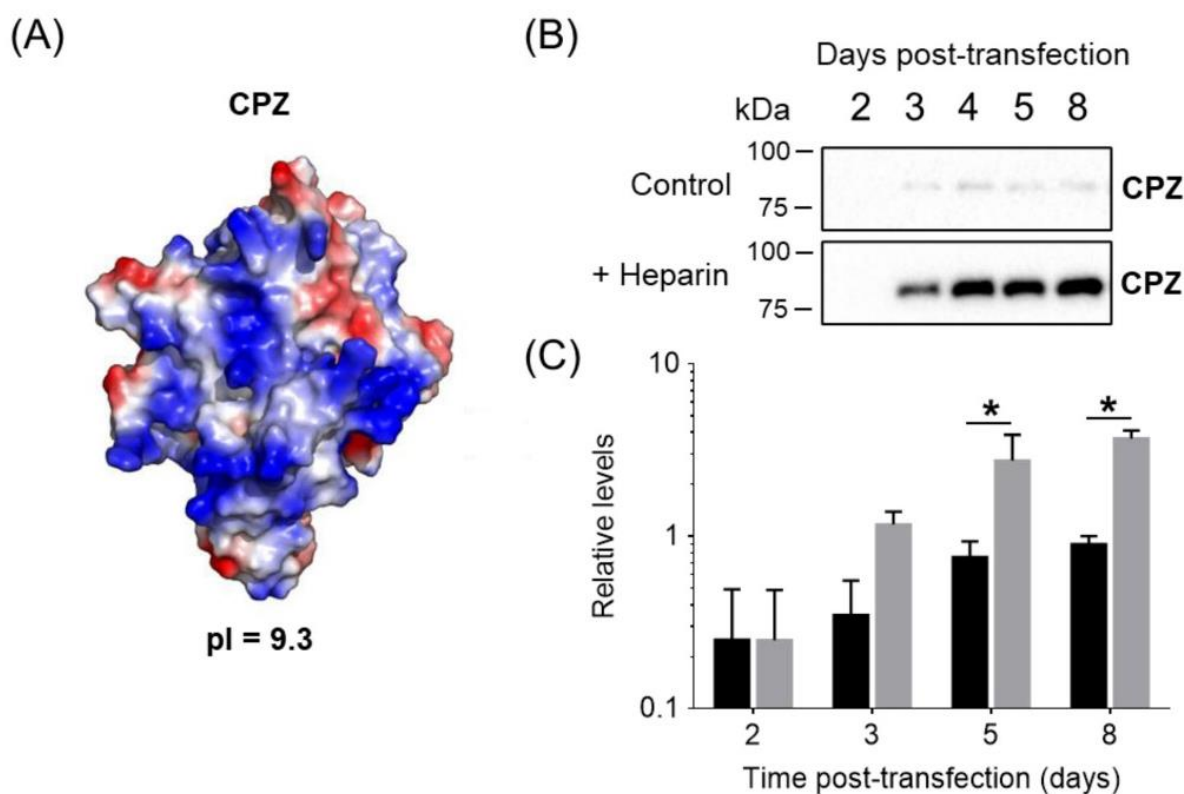 (A)
CPZ
pI = 9.3
(B)
Days post-transfection
kDa 2 3 4 5 8
100
Control CPZ
75
100
+ Heparin CPZ
75
(C)
10
1
0.1
Relative levels
* *
2 3 5 8
Time post-transfection (days)